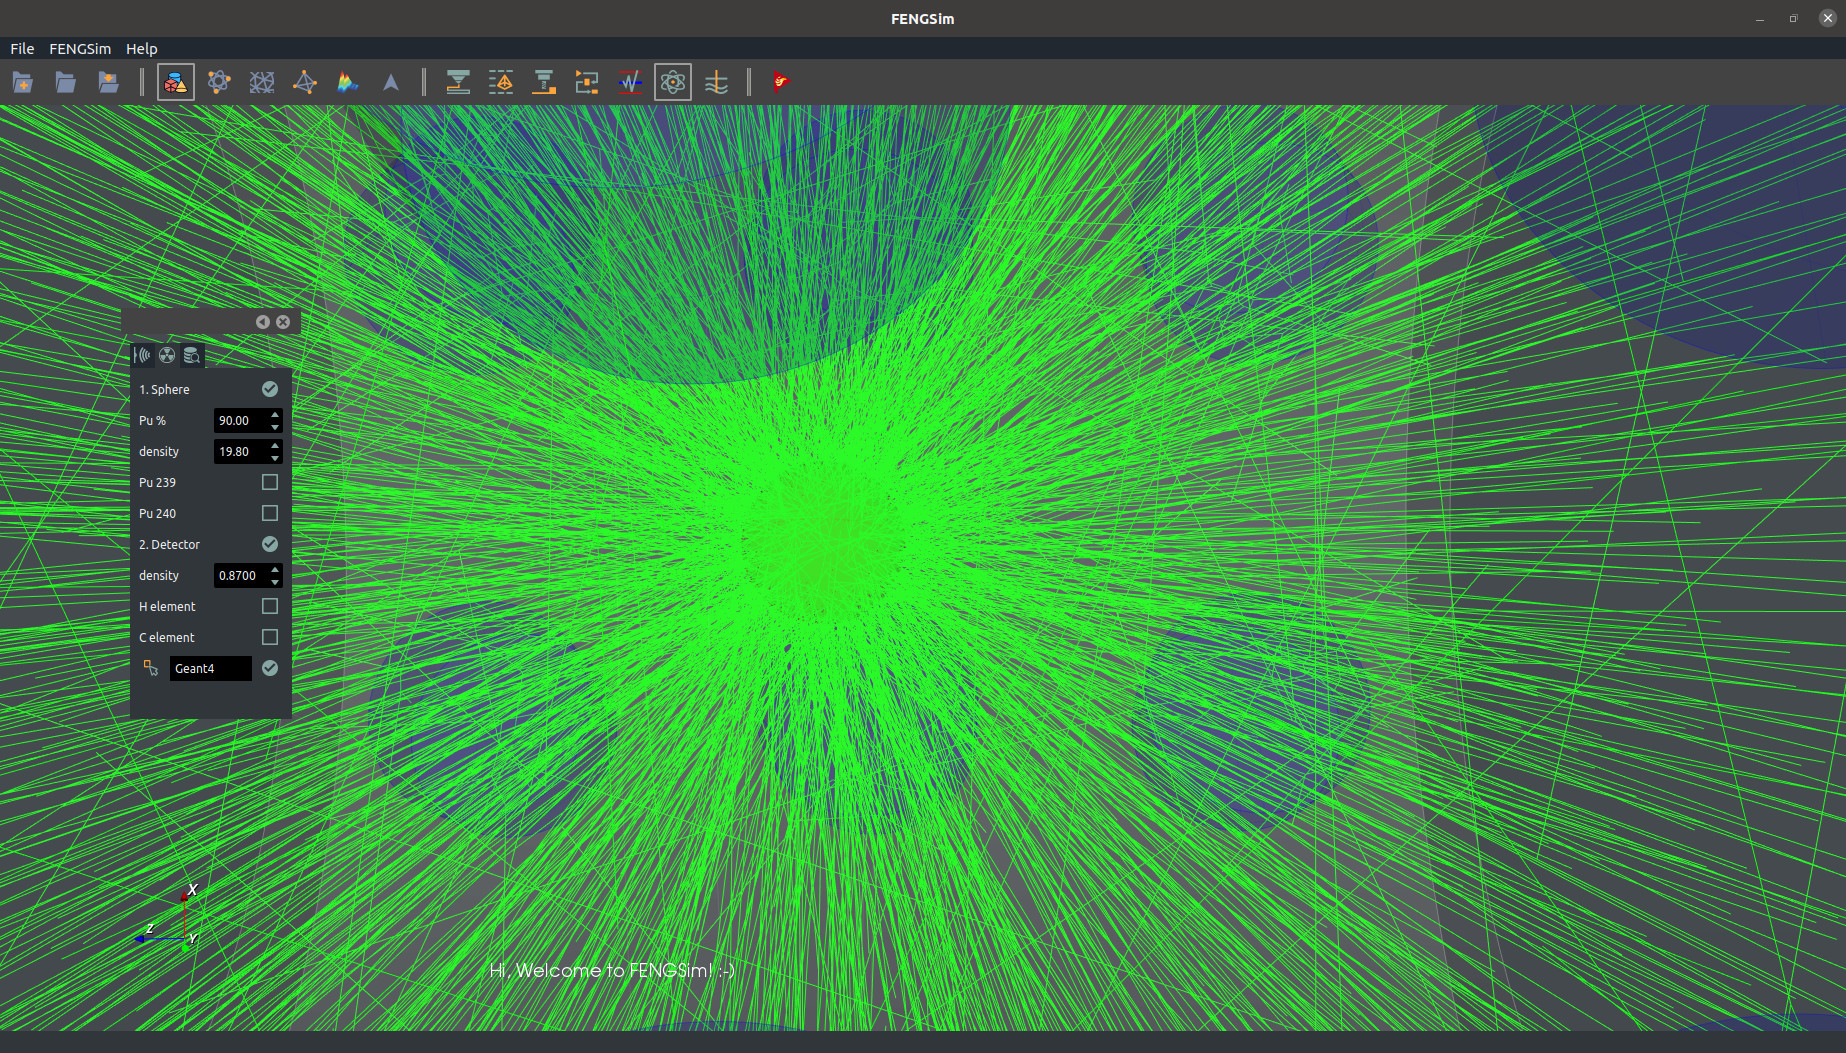 FENGSim
File FENGSim Help
1. Sphere
Pu % 90.00
density 19.80
Pu 239
Pu 240
2. Detector
density 0.8700
H element
C element
Geant4
X
Z
Y
Hi, Welcome to FENGSim! :-)